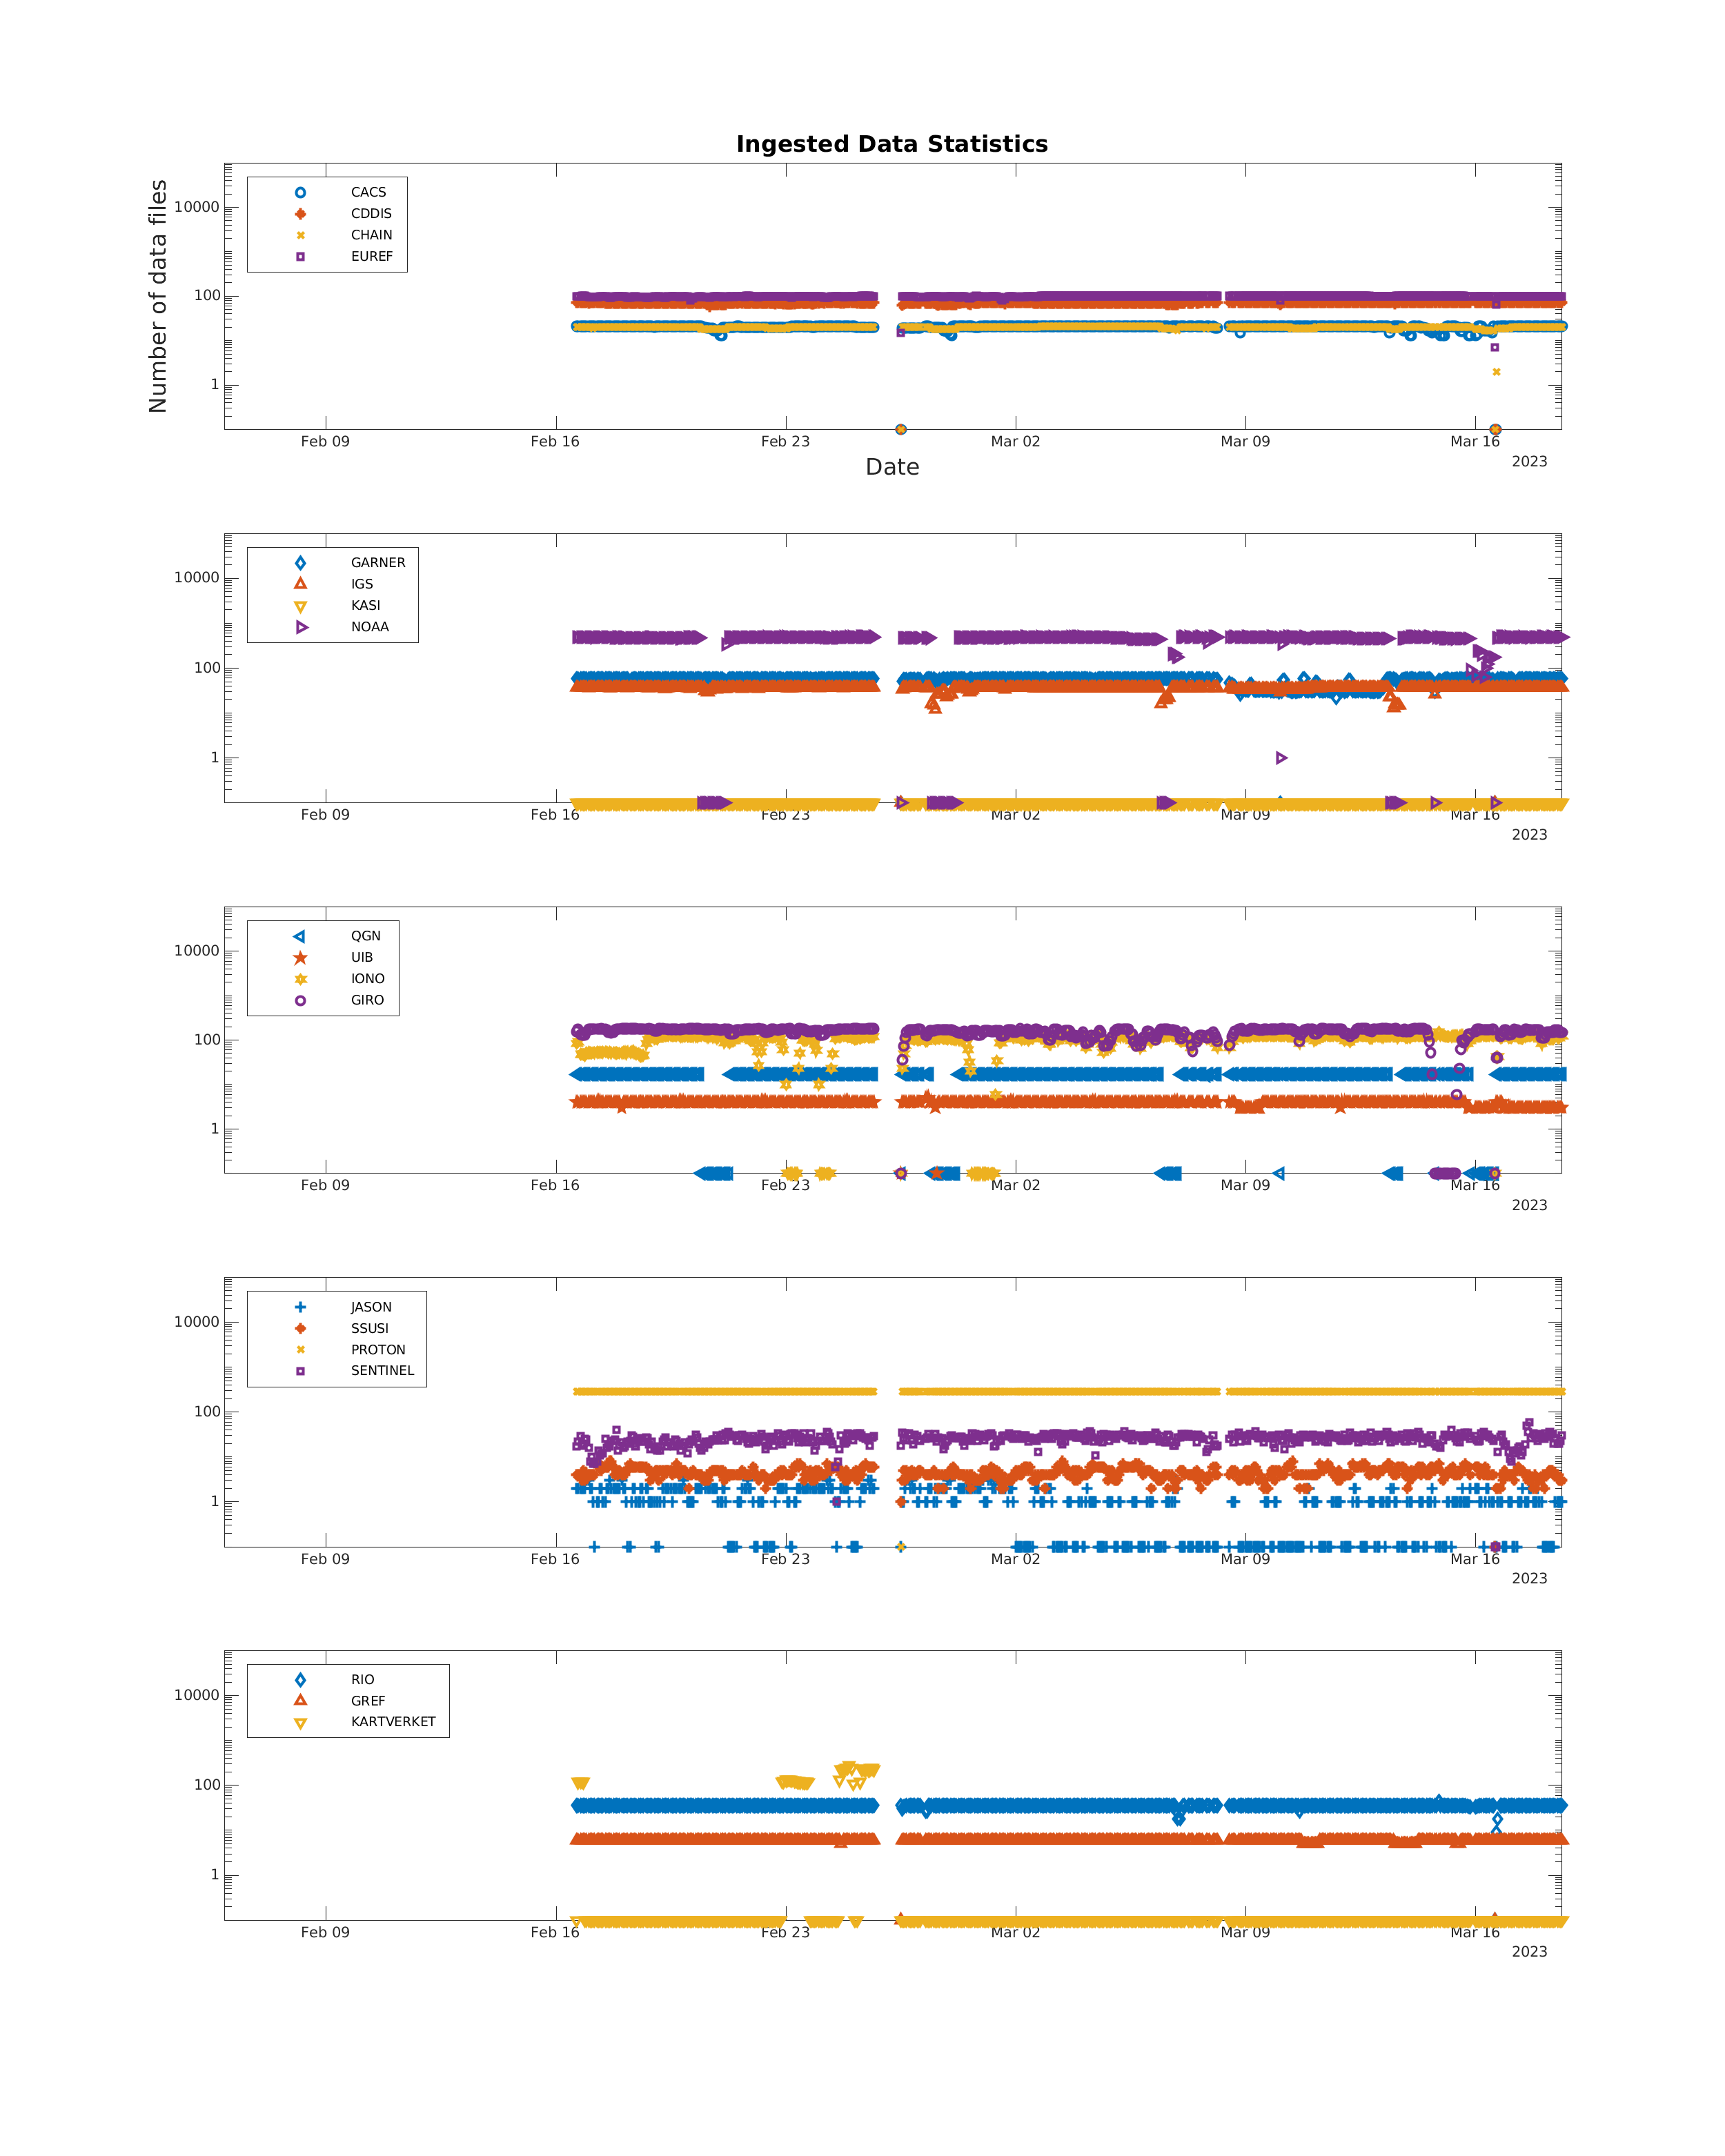 Ingested Data Statistics
Number of data files
10000
100
1
CACS
CDDIS
CHAIN
EUREF
Feb 09 Feb 16 Feb 23 Mar 02 Mar 09 Mar 16
2023
Date
10000
100
1
GARNER
IGS
KASI
NOAA
Feb 09 Feb 16 Feb 23 Mar 02 Mar 09 Mar 16
2023
10000
100
1
QGN
UIB
IONO
GIRO
Feb 09 Feb 16 Feb 23 Mar 02 Mar 09 Mar 16
2023
10000
100
1
JASON
SSUSI
PROTON
SENTINEL
Feb 09 Feb 16 Feb 23 Mar 02 Mar 09 Mar 16
2023
10000
100
1
RIO
GREF
KARTVERKET
Feb 09 Feb 16 Feb 23 Mar 02 Mar 09 Mar 16
2023